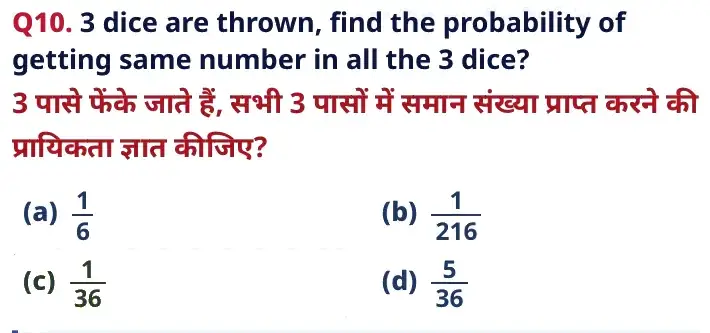 Q10. 3 dice are thrown, find the probability of
getting same number in all the 3 dice?
3 पासे फेंके जाते हैं, सभी 3 पासों में समान संख्या प्राप्त करने की
प्रायिकता ज्ञात कीजिए?
(a) 1/6 (b) 1/216
(c) 1/36 (d) 5/36